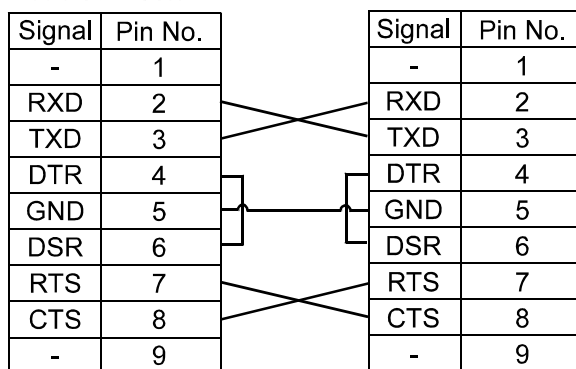 Signal Pin No. Signal Pin No.
- 1 - 1
RXD 2 RXD 2
TXD 3 TXD 3
DTR 4 DTR 4
GND 5 GND 5
DSR 6 DSR 6
RTS 7 RTS 7
CTS 8 CTS 8
- 9 - 9